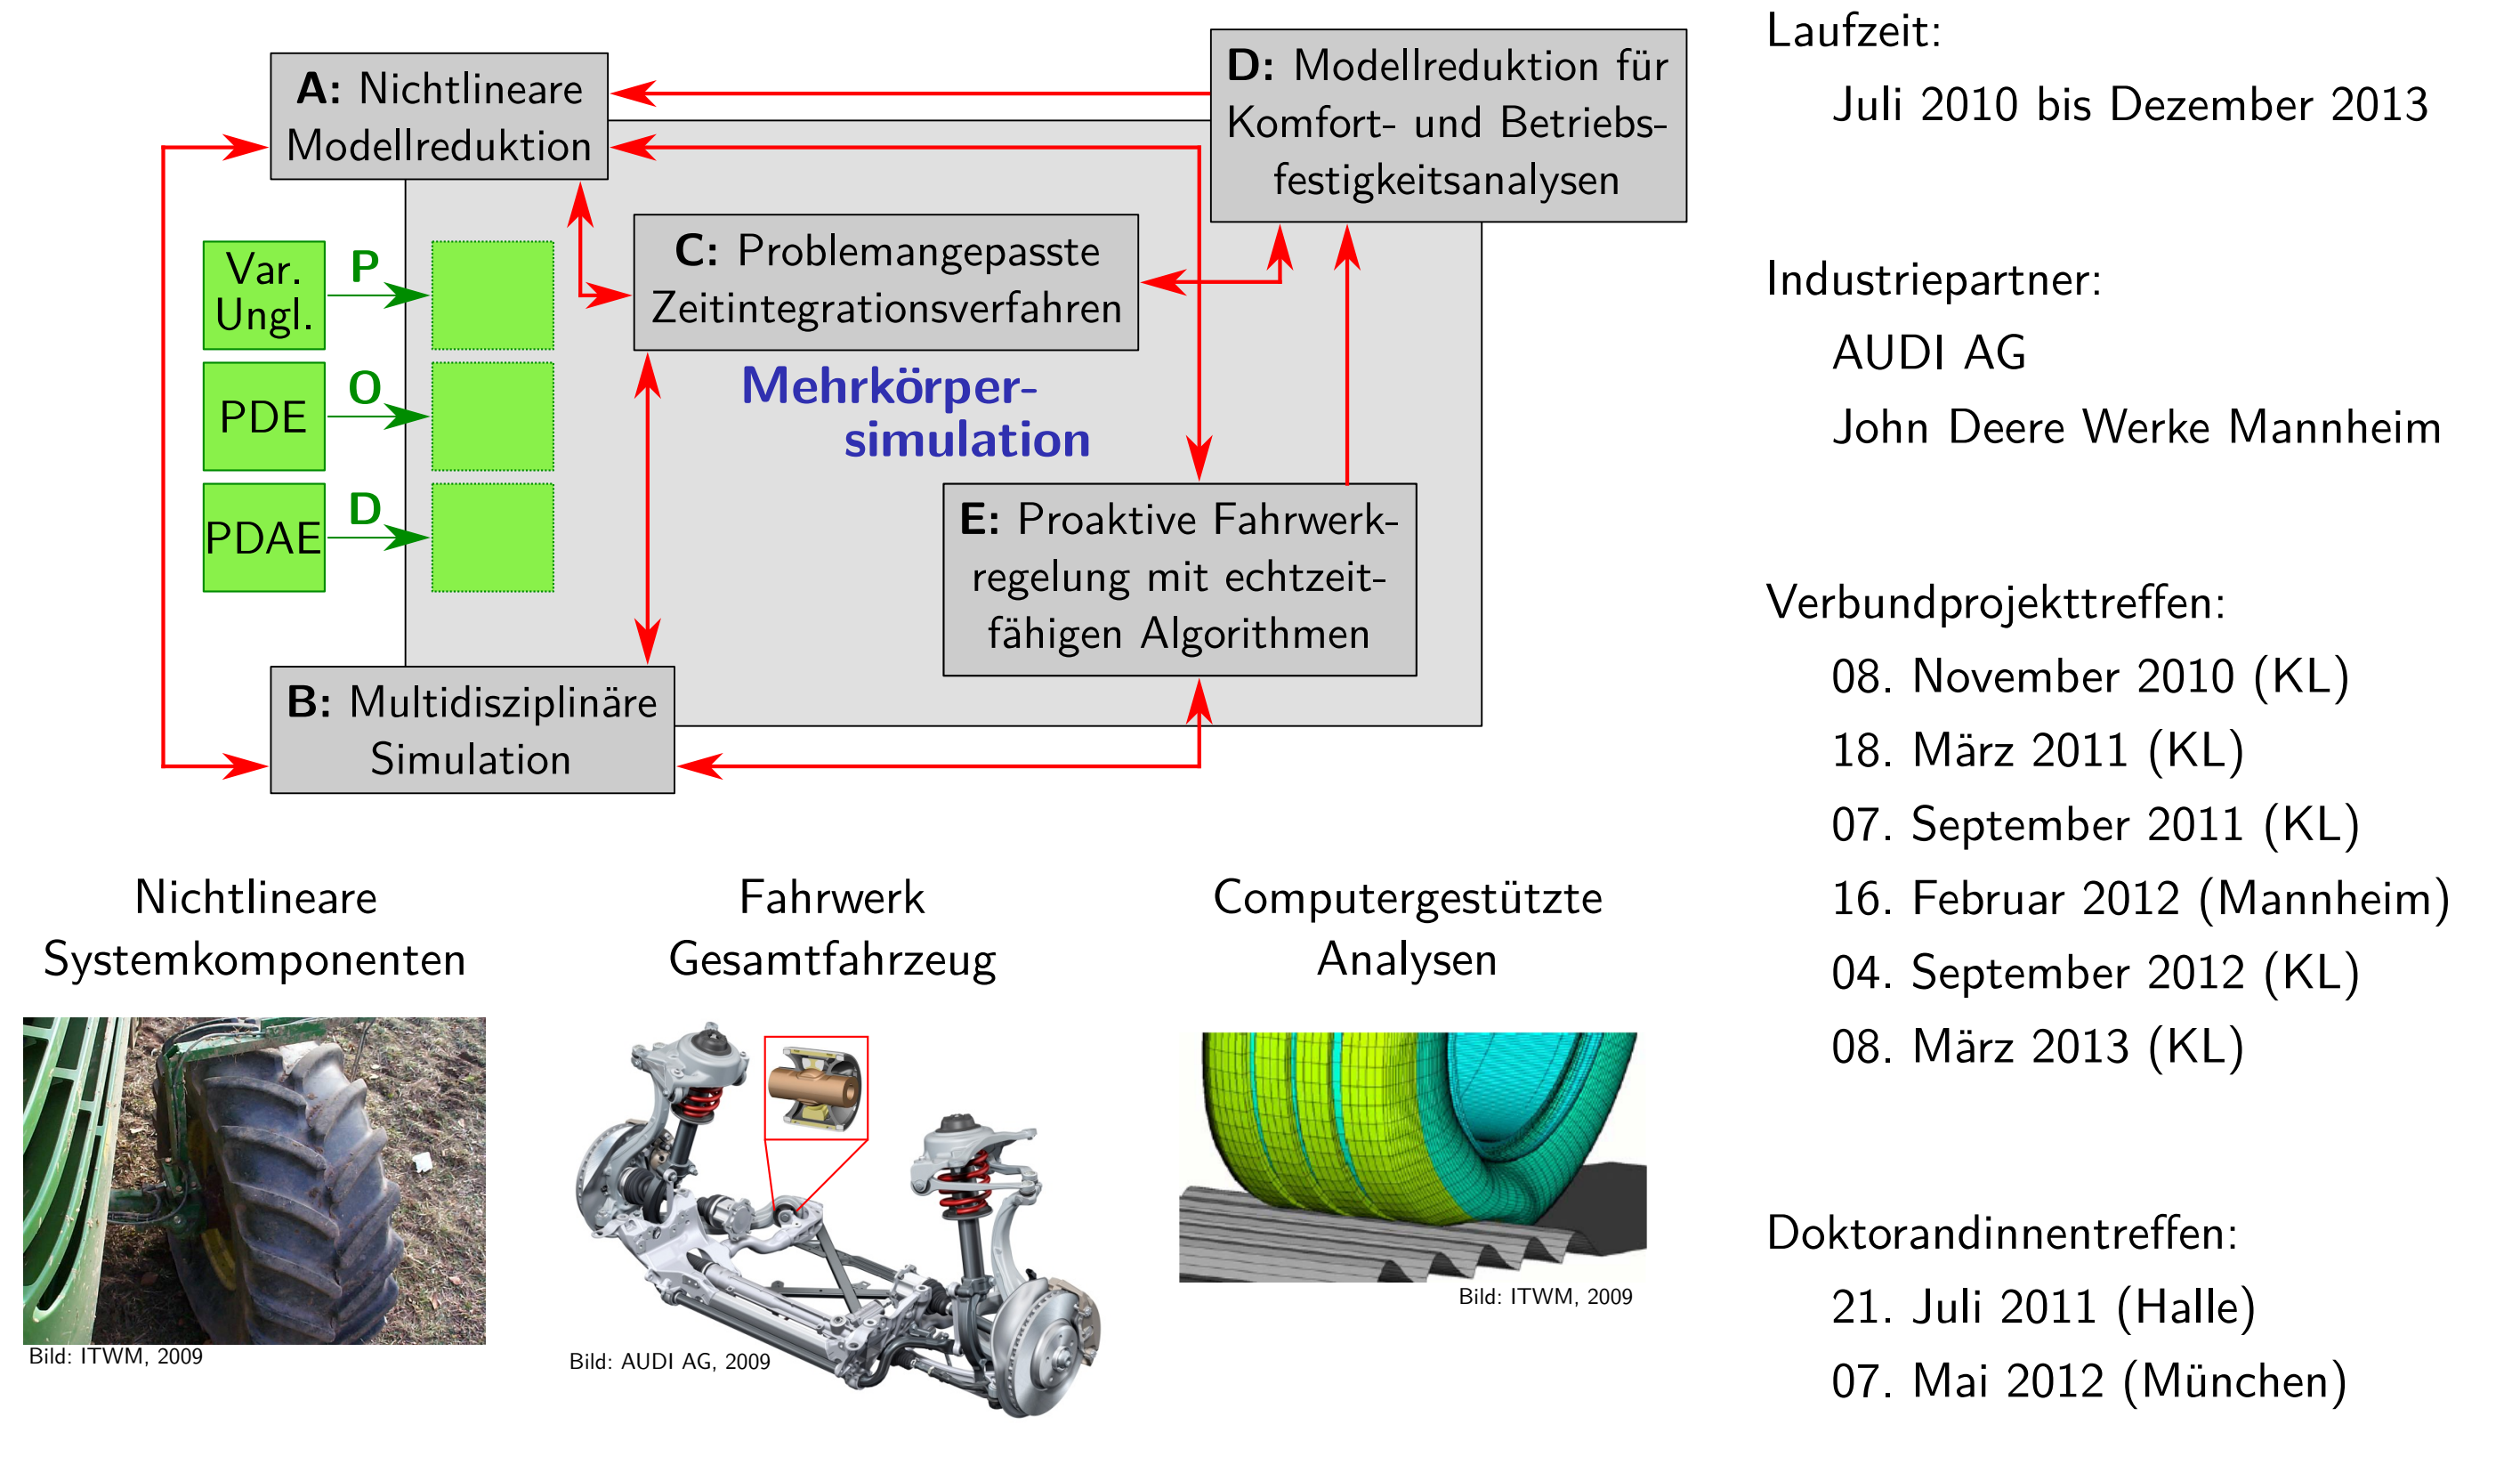 A: Nichtlineare
Modellreduktion
D: Modellreduktion für
Komfort- und Betriebs-
festigkeitsanalysen
C: Problemangepasste
Zeitintegrationsverfahren
Var.
Ungl.
P
PDE
O
PDAE
D
Mehrkörper-
simulation
E: Proaktive Fahrwerk-
regelung mit echtzeit-
fähigen Algorithmen
B: Multidisziplinäre
Simulation
Nichtlineare
Systemkomponenten
Bild: ITWM, 2009
Fahrwerk
Gesamtfahrzeug
Bild: AUDI AG, 2009
Computergestützte
Analysen
Bild: ITWM, 2009
Laufzeit:
Juli 2010 bis Dezember 2013
Industriepartner:
AUDI AG
John Deere Werke Mannheim
Verbundprojekttreffen:
08. November 2010 (KL)
18. März 2011 (KL)
07. September 2011 (KL)
16. Februar 2012 (Mannheim)
04. September 2012 (KL)
08. März 2013 (KL)
Doktorandinnentreffen:
21. Juli 2011 (Halle)
07. Mai 2012 (München)